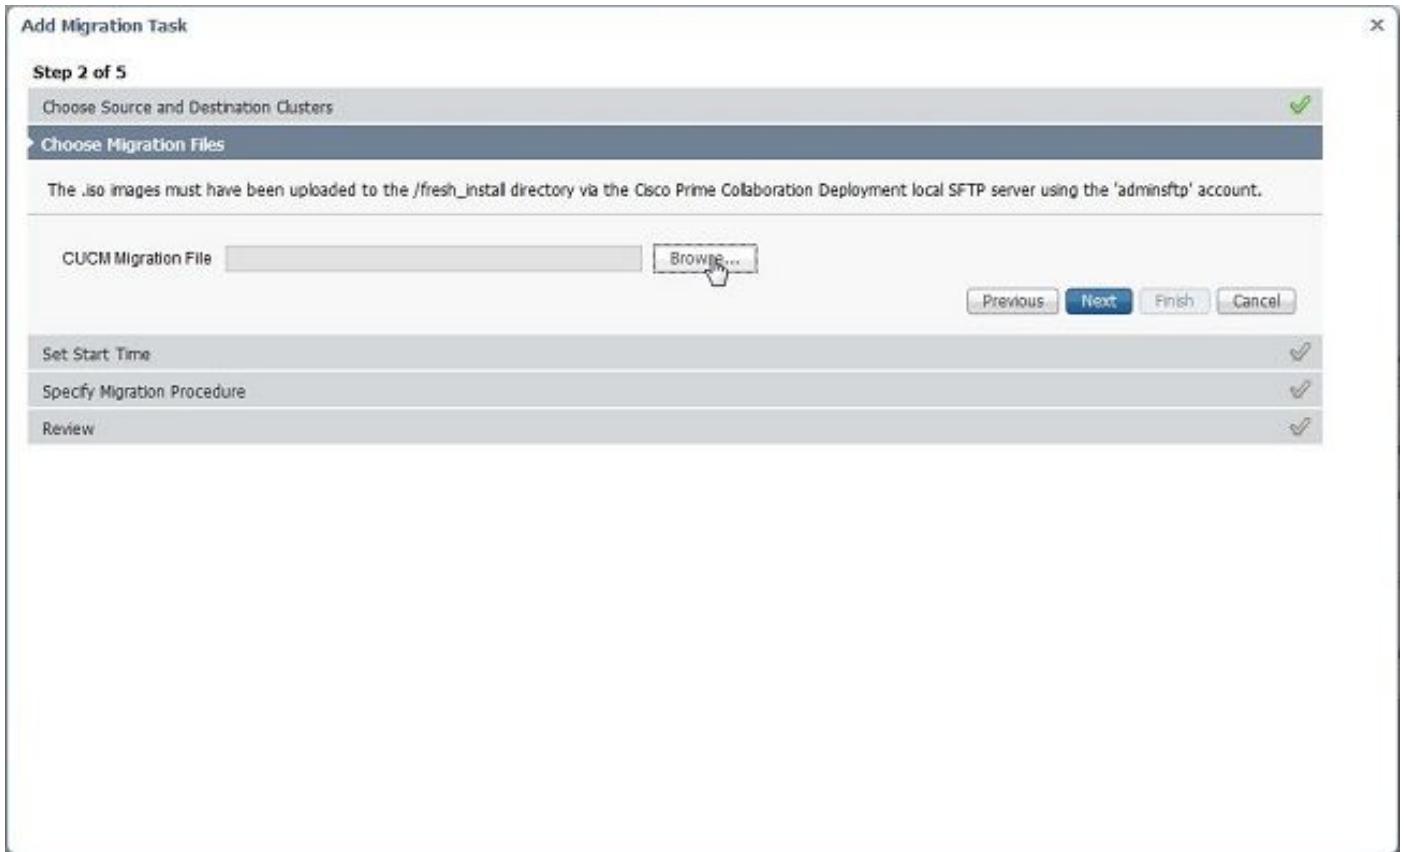 Add Migration Task
Step 2 of 5
Choose Source and Destination Clusters
Choose Migration Files
The .iso images must have been uploaded to the /fresh_install directory via the Cisco Prime Collaboration Deployment local SFTP server using the 'adminsftp' account.
CUCM Migration File Browse...
Previous Next Finish Cancel
Set Start Time
Specify Migration Procedure
Review